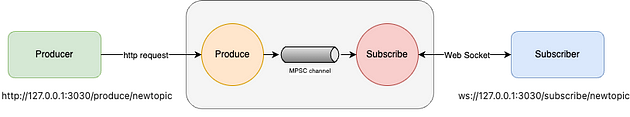 Producer
http request
Produce
MPSC channel
Subscribe
Web Socket
Subscriber
http://127.0.0.1:3030/produce/newtopic
ws://127.0.0.1:3030/subscribe/newtopic